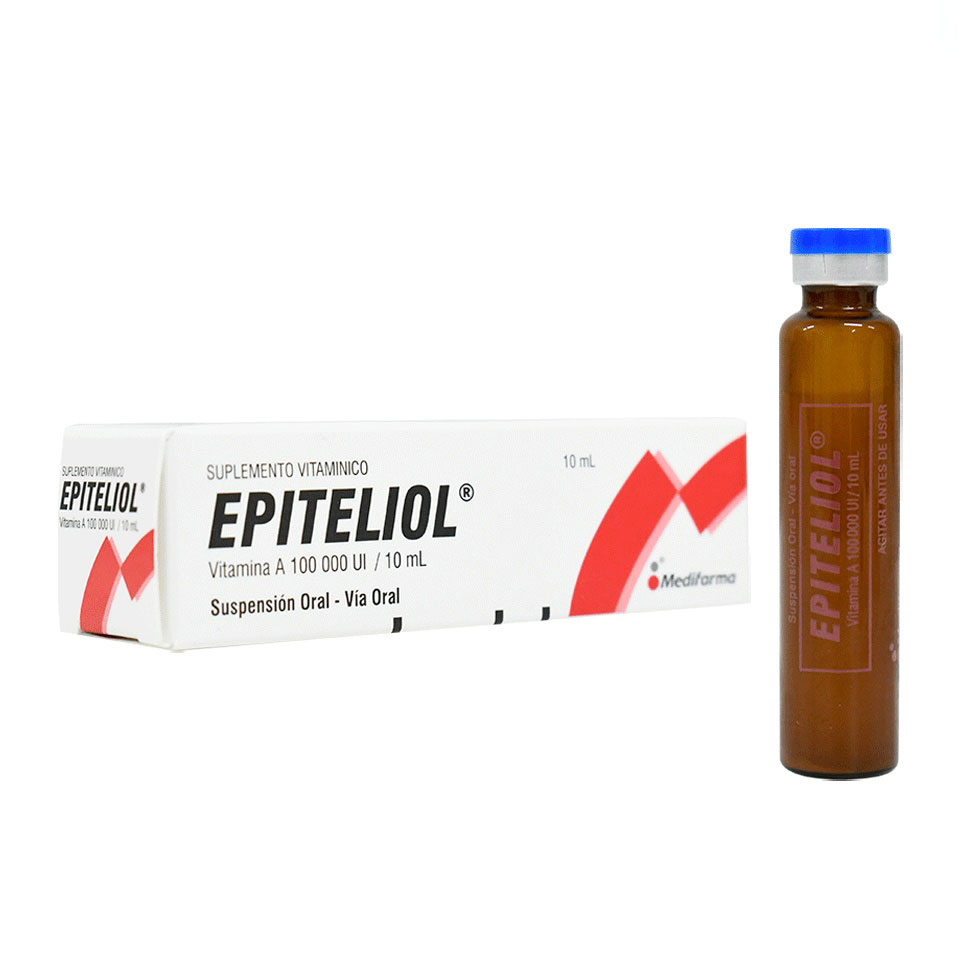 SUPLEMENTO VITAMINICO
EPITELIOL®
Vitamina A 100 000 UI / 10 mL
SUPLEMENTO VITAMINICO
EPITELIOL®
Vitamina A 100 000 UI / 10 mL
Suspensión Oral - Vía Oral
10 mL
Medifarma
Suspensión Oral - Vía oral
EPITELIOL®
Vitamina A 100 000 UI / 10 mL
AGITAR ANTES DE USAR